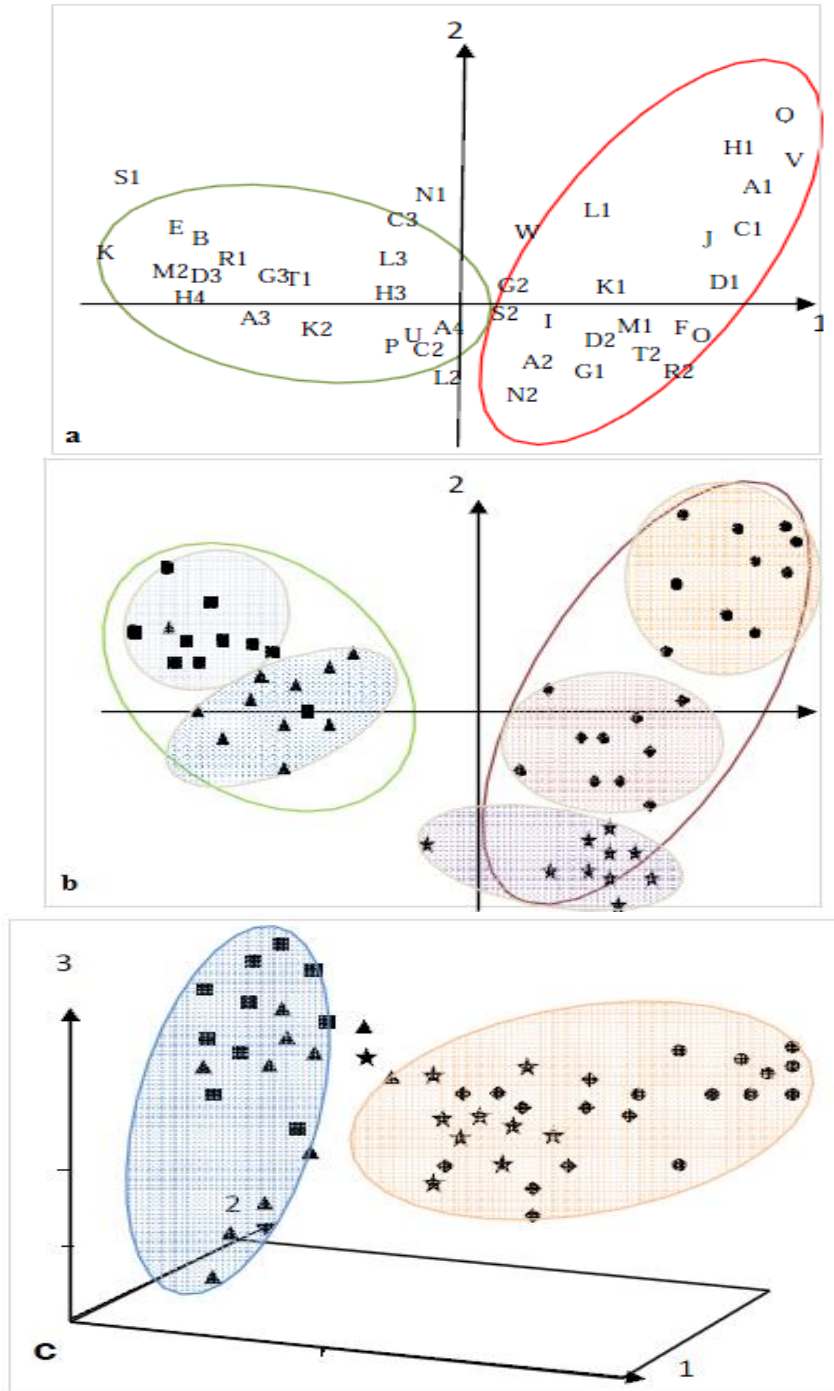 2
Q
H1
V
S1 A1
N1
L1
C3
E W C1
B J
K R1 L3
M2 D3 G3 T1 D1
G2 K1
H4 H3
S2 1
A3 I
K2 A4 M1 F O
U D2
P C2 T2
A2
L2 G1 R2
N2
a
2
b
3
2
C
1